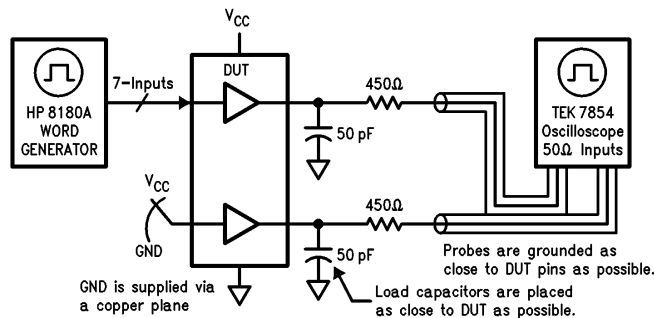 VCC
7-Inputs
DUT
HP 8180A
WORD
GENERATOR
450Ω
50 pF
TEK 7854
Oscilloscope
50Ω Inputs
VCC
GND
450Ω
50 pF
Probes are grounded as
close to DUT pins as possible.
GND is supplied via
a copper plane
Load capacitors are placed
as close to DUT as possible.